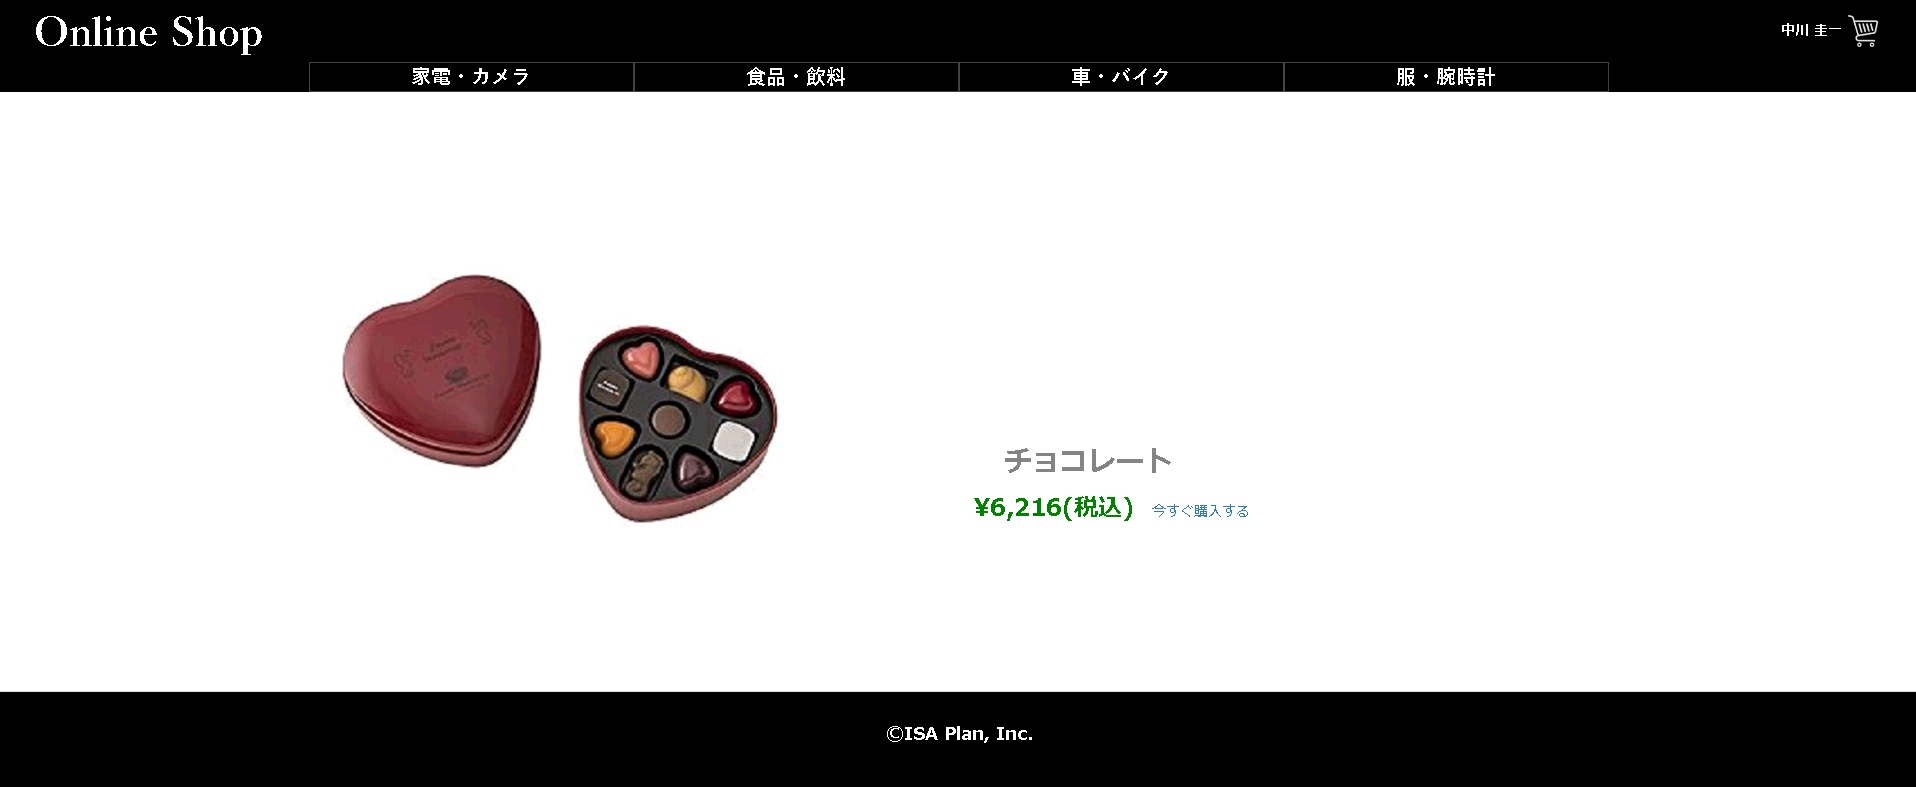 Online Shop
中川 圭一
家電・カメラ
食品・飲料
車・バイク
服・腕時計
チョコレート
¥6,216(税込)
今すぐ購入する
©ISA Plan, Inc.